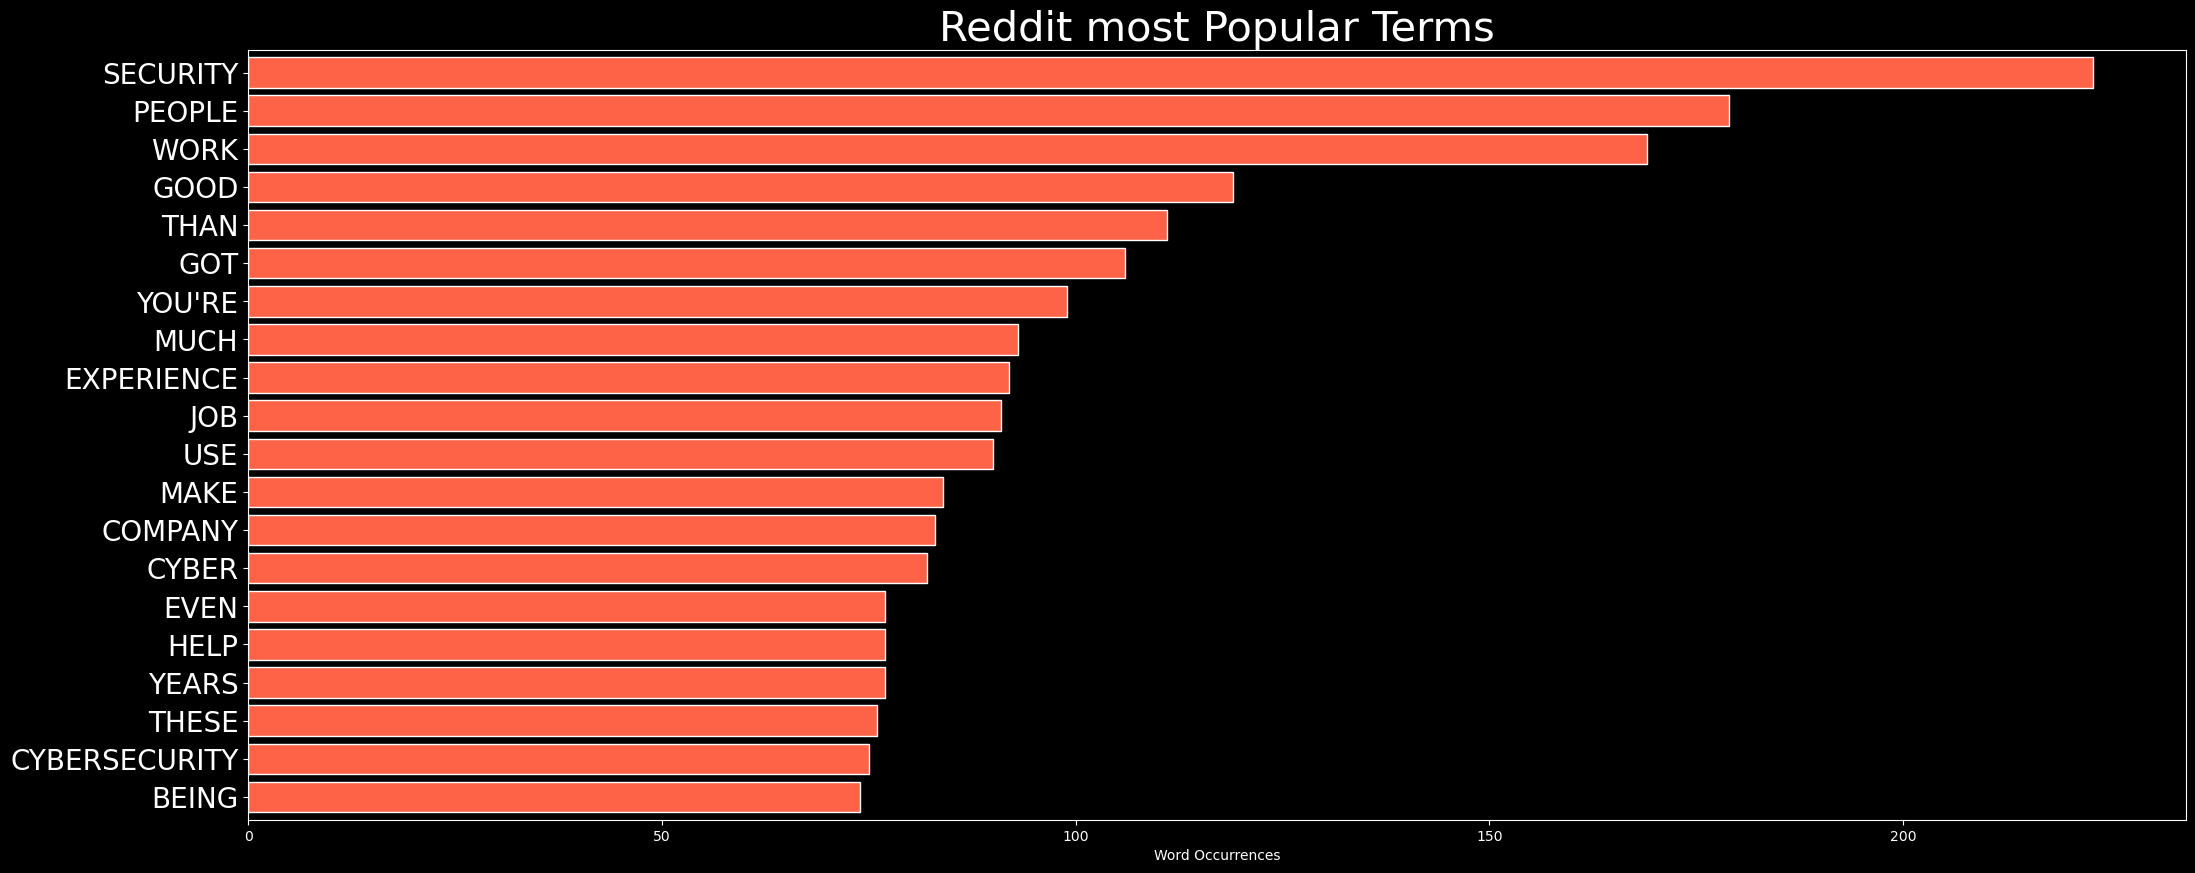 Reddit most Popular Terms
SECURITY
PEOPLE
WORK
GOOD
THAN
GOT
YOU'RE
MUCH
EXPERIENCE
JOB
USE
MAKE
COMPANY
CYBER
EVEN
HELP
YEARS
THESE
CYBERSECURITY
BEING
0 50 100 150 200
Word Occurrences